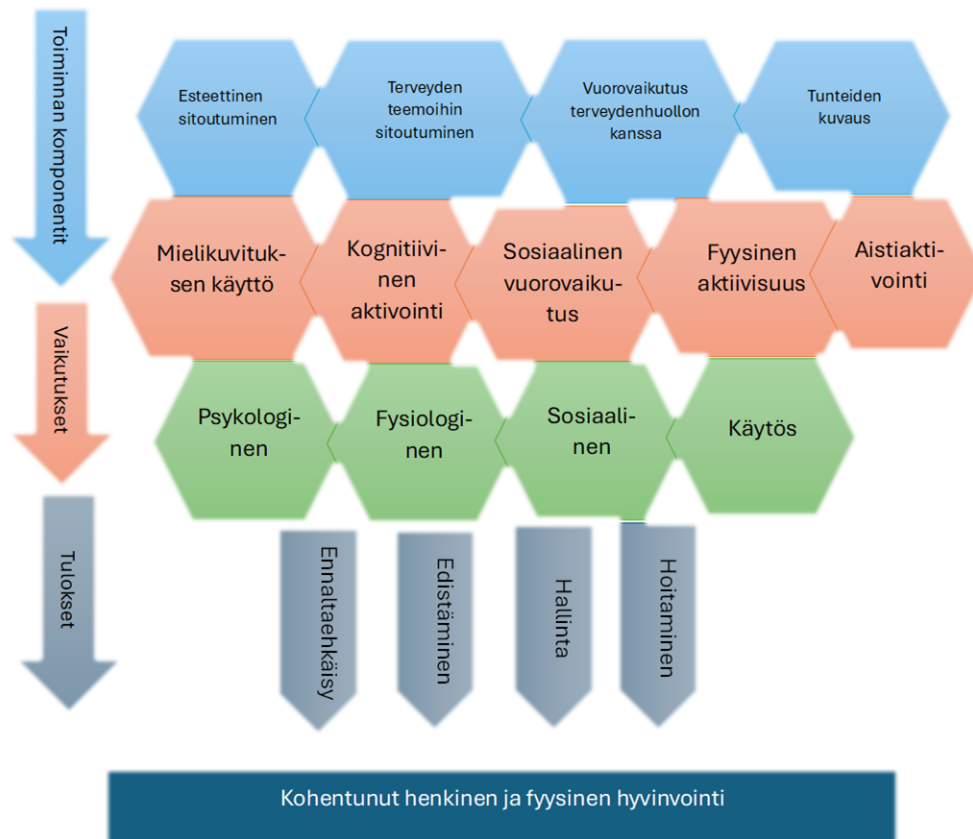 Toiminnan komponentit
Esteettinen
sitoutuminen
Terveyden
teemoihin
sitoutuminen
Vuorovaikutus
terveydenhuollon
kanssa
Tunteiden
kuvaus
Mielikuvituk-
sen käyttö
Kognitiivi-
nen
aktivointi
Sosiaalinen
vuorovaiku-
tus
Fyysinen
aktiivisuus
Aistiakti-
vointi
Vaikutukset
Psykologi-
nen
Fysiologi-
nen
Sosiaali-
nen
Käytös
Tulokset
Ennaltaehkäisy
Edistäminen
Hallinta
Hoitaminen
Kohentunut henkinen ja fyysinen hyvinvointi